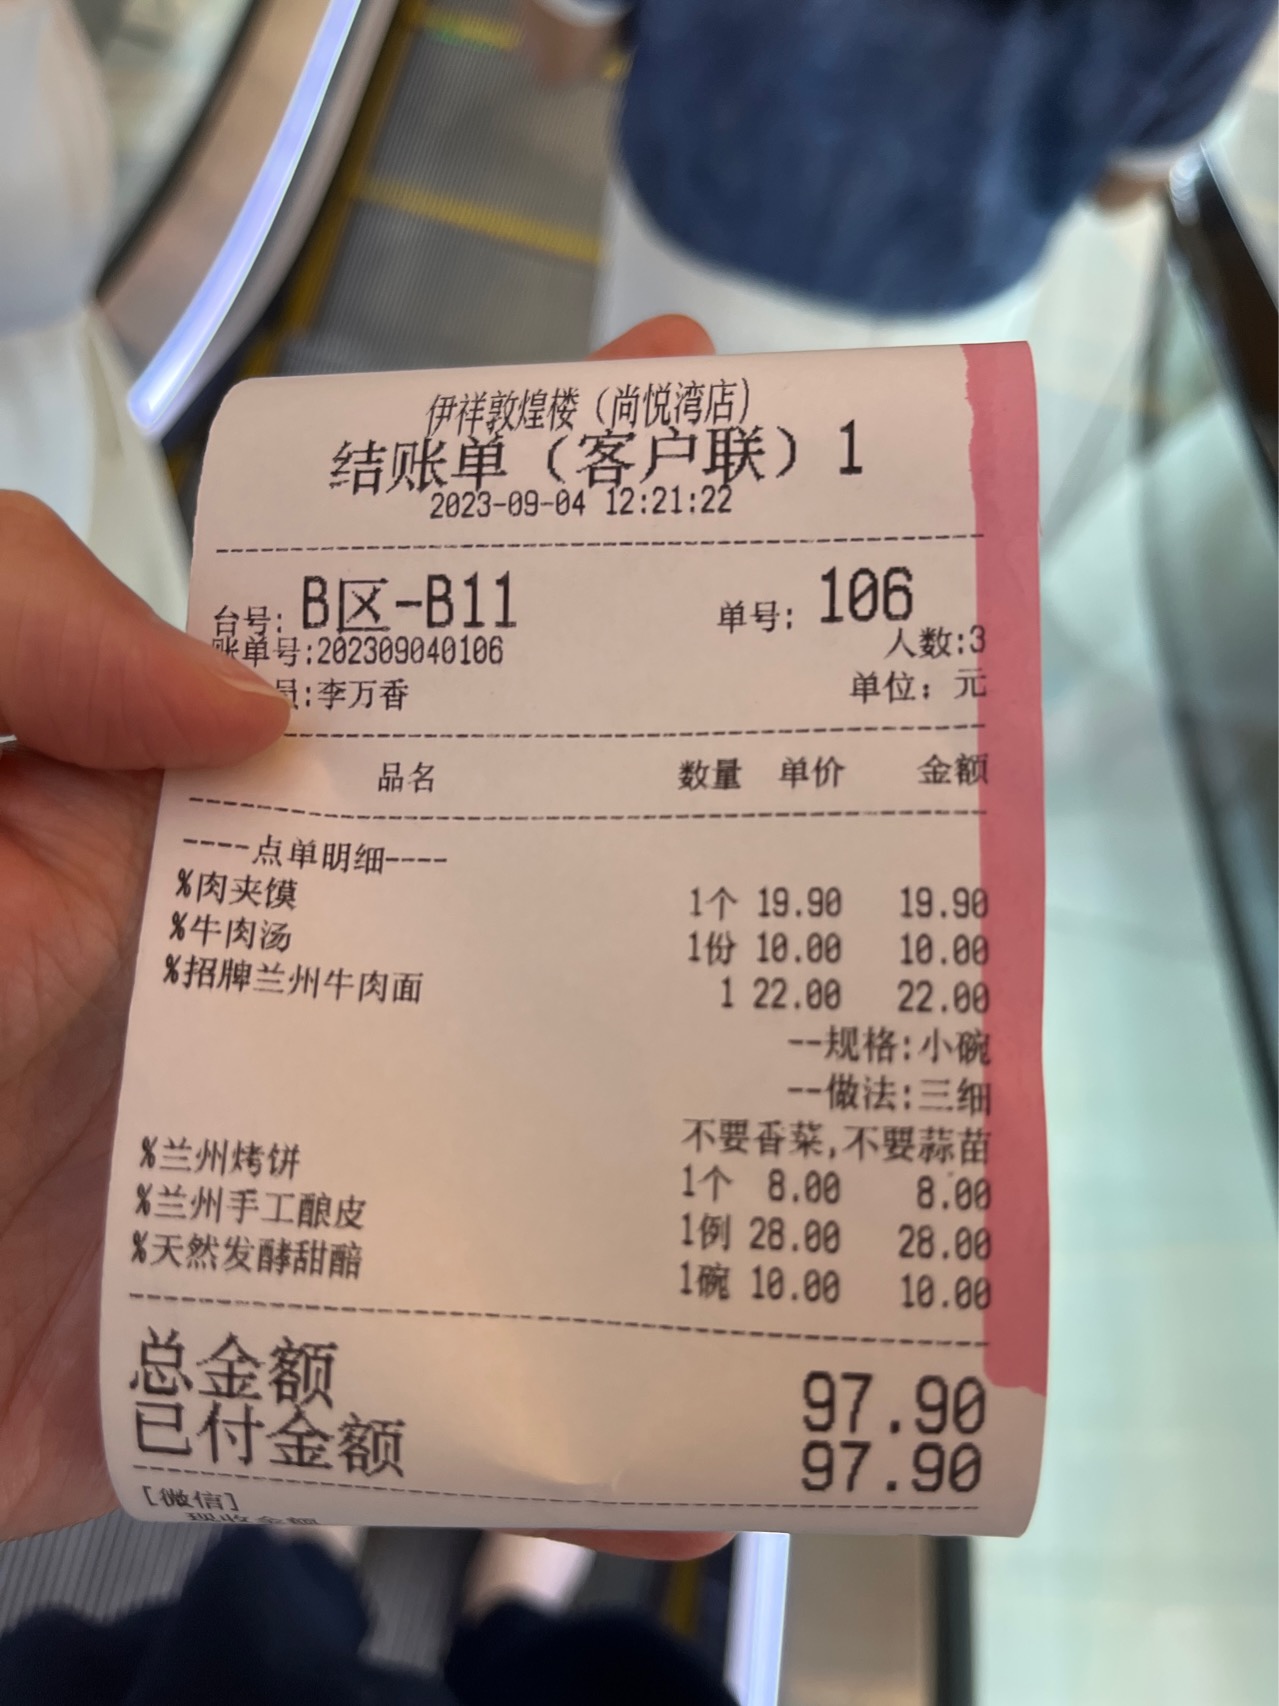 伊祥敦煌楼（尚悦湾店）
结账单（客户联）1
2023-09-04 12:21:22
台号: B区-B11 单号: 106
账单号:202309040106 人数:3
员:李万香 单位: 元
品名 数量 单价 金额
----点单明细----
%肉夹馍 1个 19.90 19.90
%牛肉汤 1份 10.00 10.00
%招牌兰州牛肉面 1 22.00 22.00
--规格:小碗
--做法:三细
不要香菜,不要蒜苗
%兰州烤饼 1个 8.00 8.00
%兰州手工酿皮 1例 28.00 28.00
%天然发酵甜醅 1碗 10.00 10.00
总金额 97.90
已付金额 97.90
[微信]